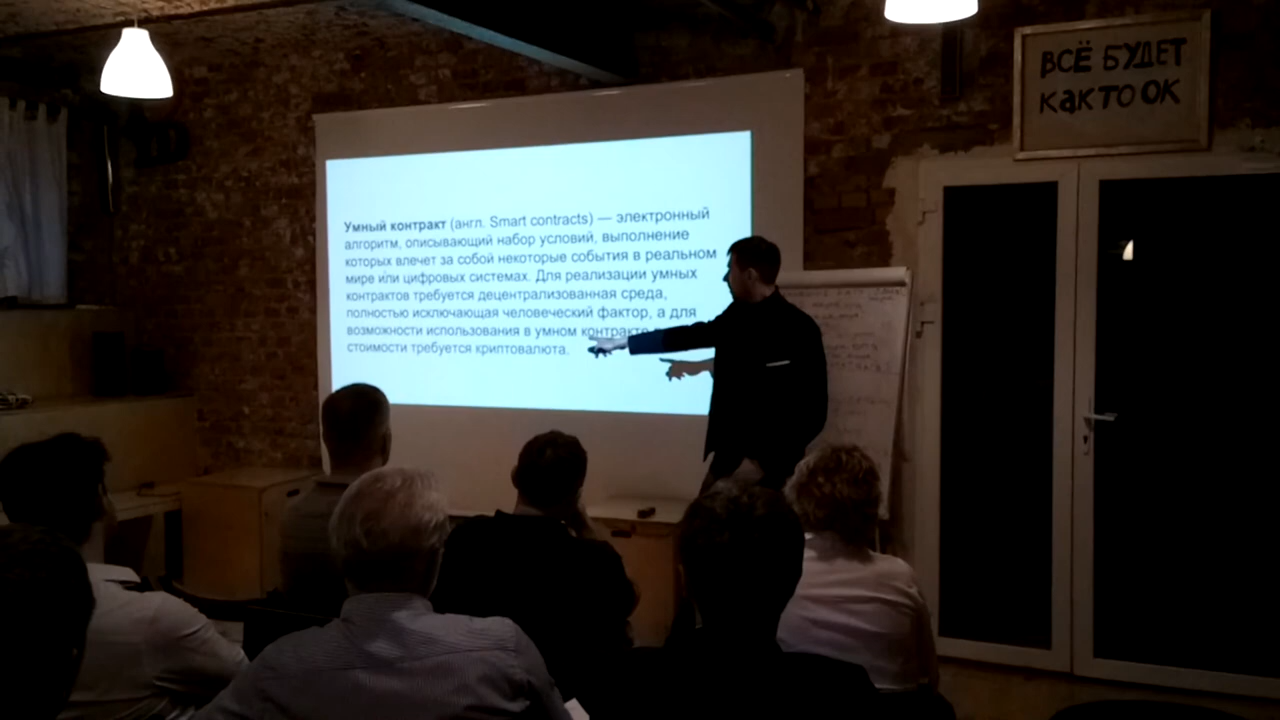 ВСЁ БУДЕТ
КАК ТО ОК
Умный контракт (англ. Smart contracts) — электронный
алгоритм, описывающий набор условий, выполнение
которых влечет за собой некоторые события в реальном
мире или цифровых системах. Для реализации умных
контрактов требуется децентрализованная среда,
полностью исключающая человеческий фактор, а для
возможности использования в умном контракте
стоимости требуется криптовалюта.